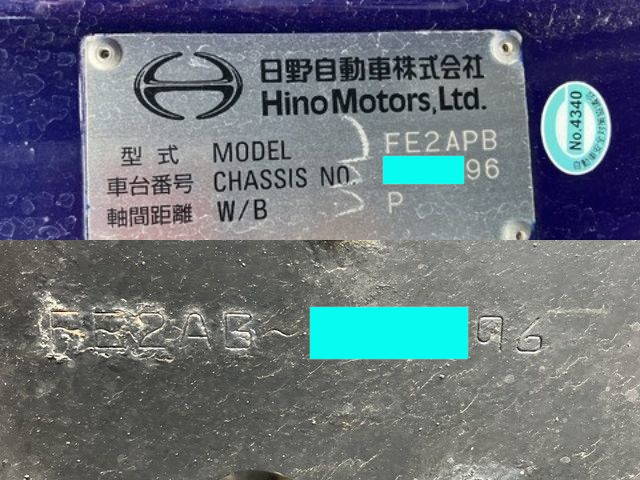 日野自動車株式会社
Hino Motors, Ltd.
型式 MODEL FE2APB
車台番号 CHASSIS NO. 96
軸間距離 W/B P
No.4340
FE2AB~ 96